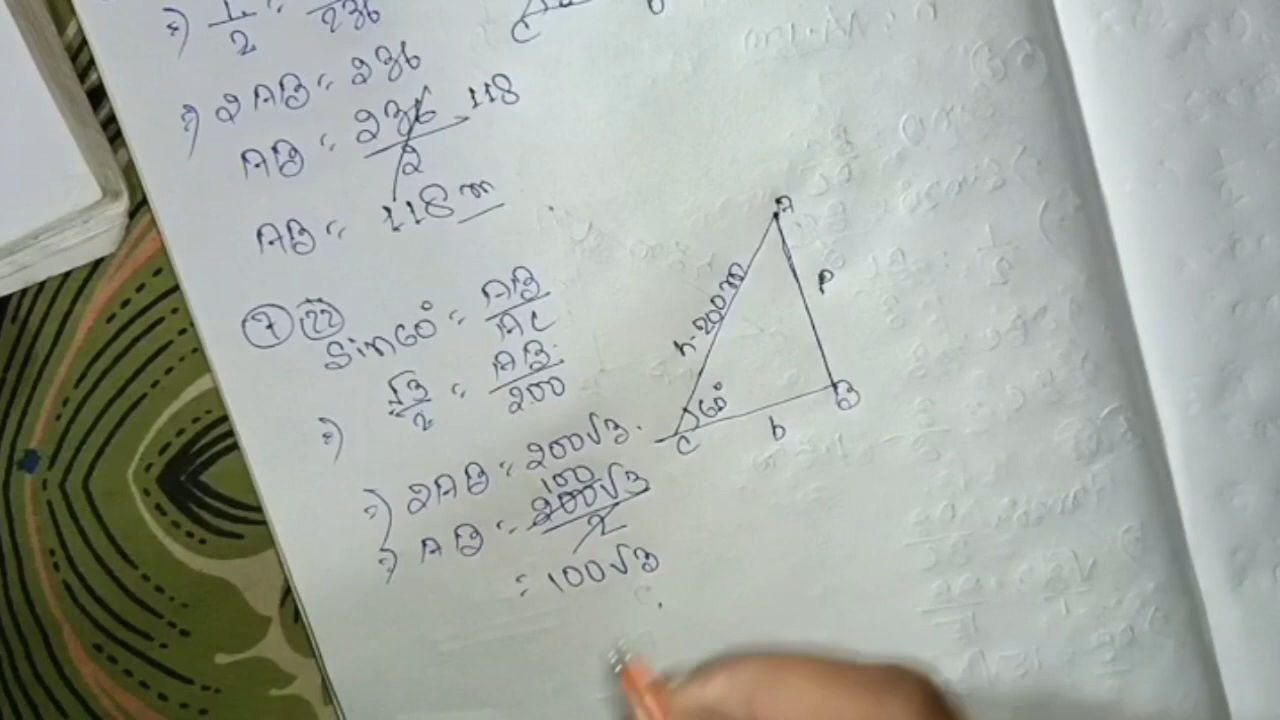 ⇒) 1/2 = /236
C
⇒) 2AB = 236
AB = 236/2 118
AB = 118 m
⑦ 22
Sin60° = AB/AC
⇒) √3/2 = AB/200
⇒) 2AB = 200√3.
⇒) AB = 200√3/2 100
= 100√3
A
P
h-200m
60°
C
b
B